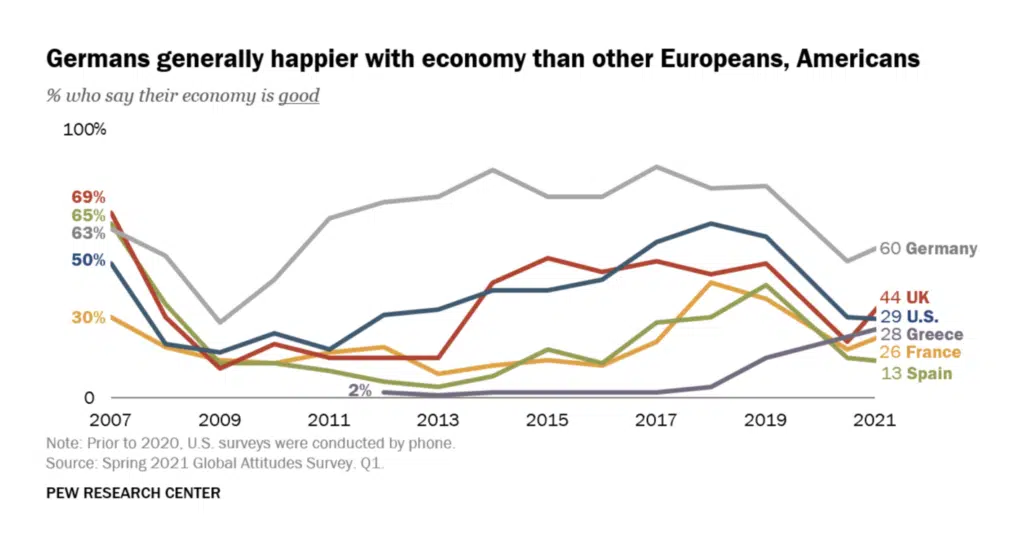 Germans generally happier with economy than other Europeans, Americans
% who say their economy is good
100%
69%
65%
63%
50%
30%
0
2%
60 Germany
44 UK
29 U.S.
28 Greece
26 France
13 Spain
2007 2009 2011 2013 2015 2017 2019 2021
Note: Prior to 2020, U.S. surveys were conducted by phone.
Source: Spring 2021 Global Attitudes Survey. Q1.
PEW RESEARCH CENTER